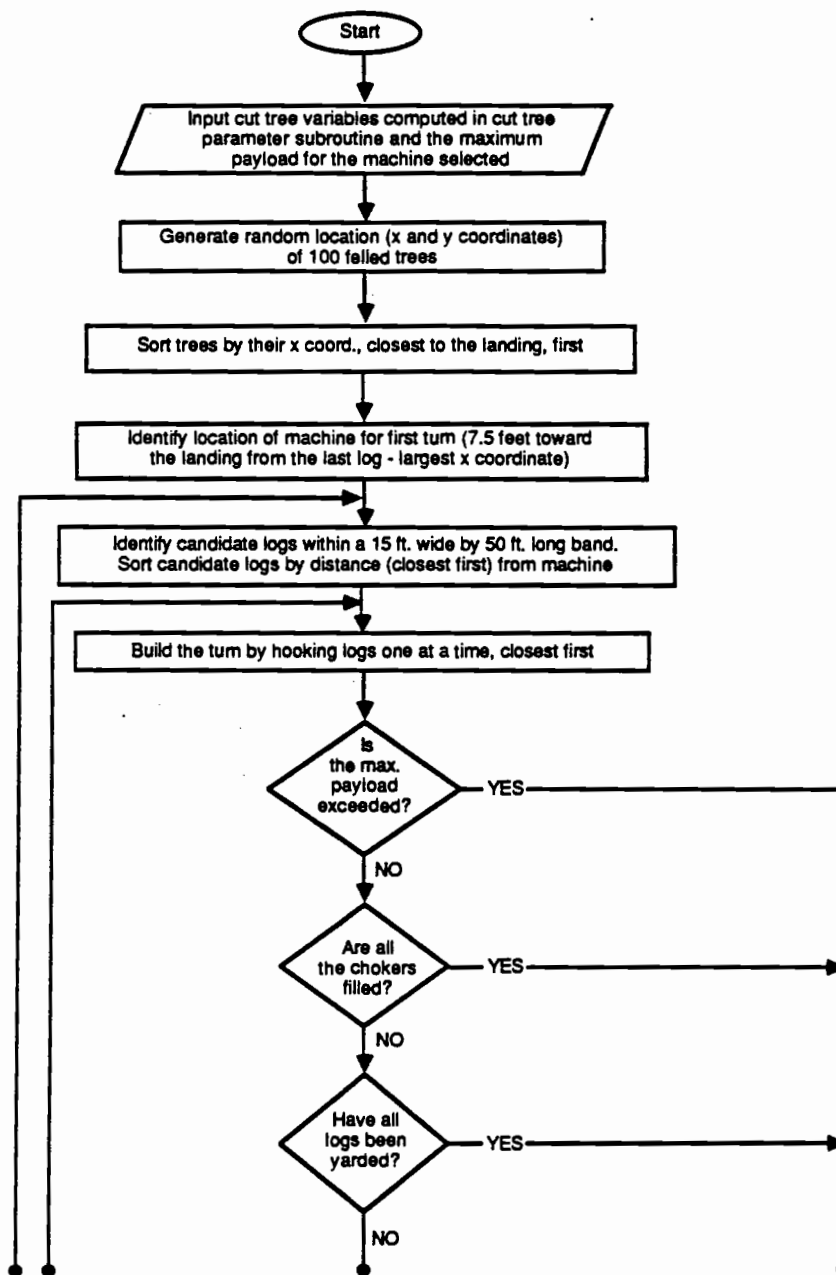 Start
Input cut tree variables computed in cut tree
parameter subroutine and the maximum
payload for the machine selected
Generate random location (x and y coordinates)
of 100 felled trees
Sort trees by their x coord., closest to the landing, first
Identify location of machine for first turn (7.5 feet toward
the landing from the last log - largest x coordinate)
Identify candidate logs within a 15 ft. wide by 50 ft. long band.
Sort candidate logs by distance (closest first) from machine
Build the turn by hooking logs one at a time, closest first
Is
the max.
payload
exceeded?
YES
NO
Are all
the chokers
filled?
YES
NO
Have all
logs been
yarded?
YES
NO